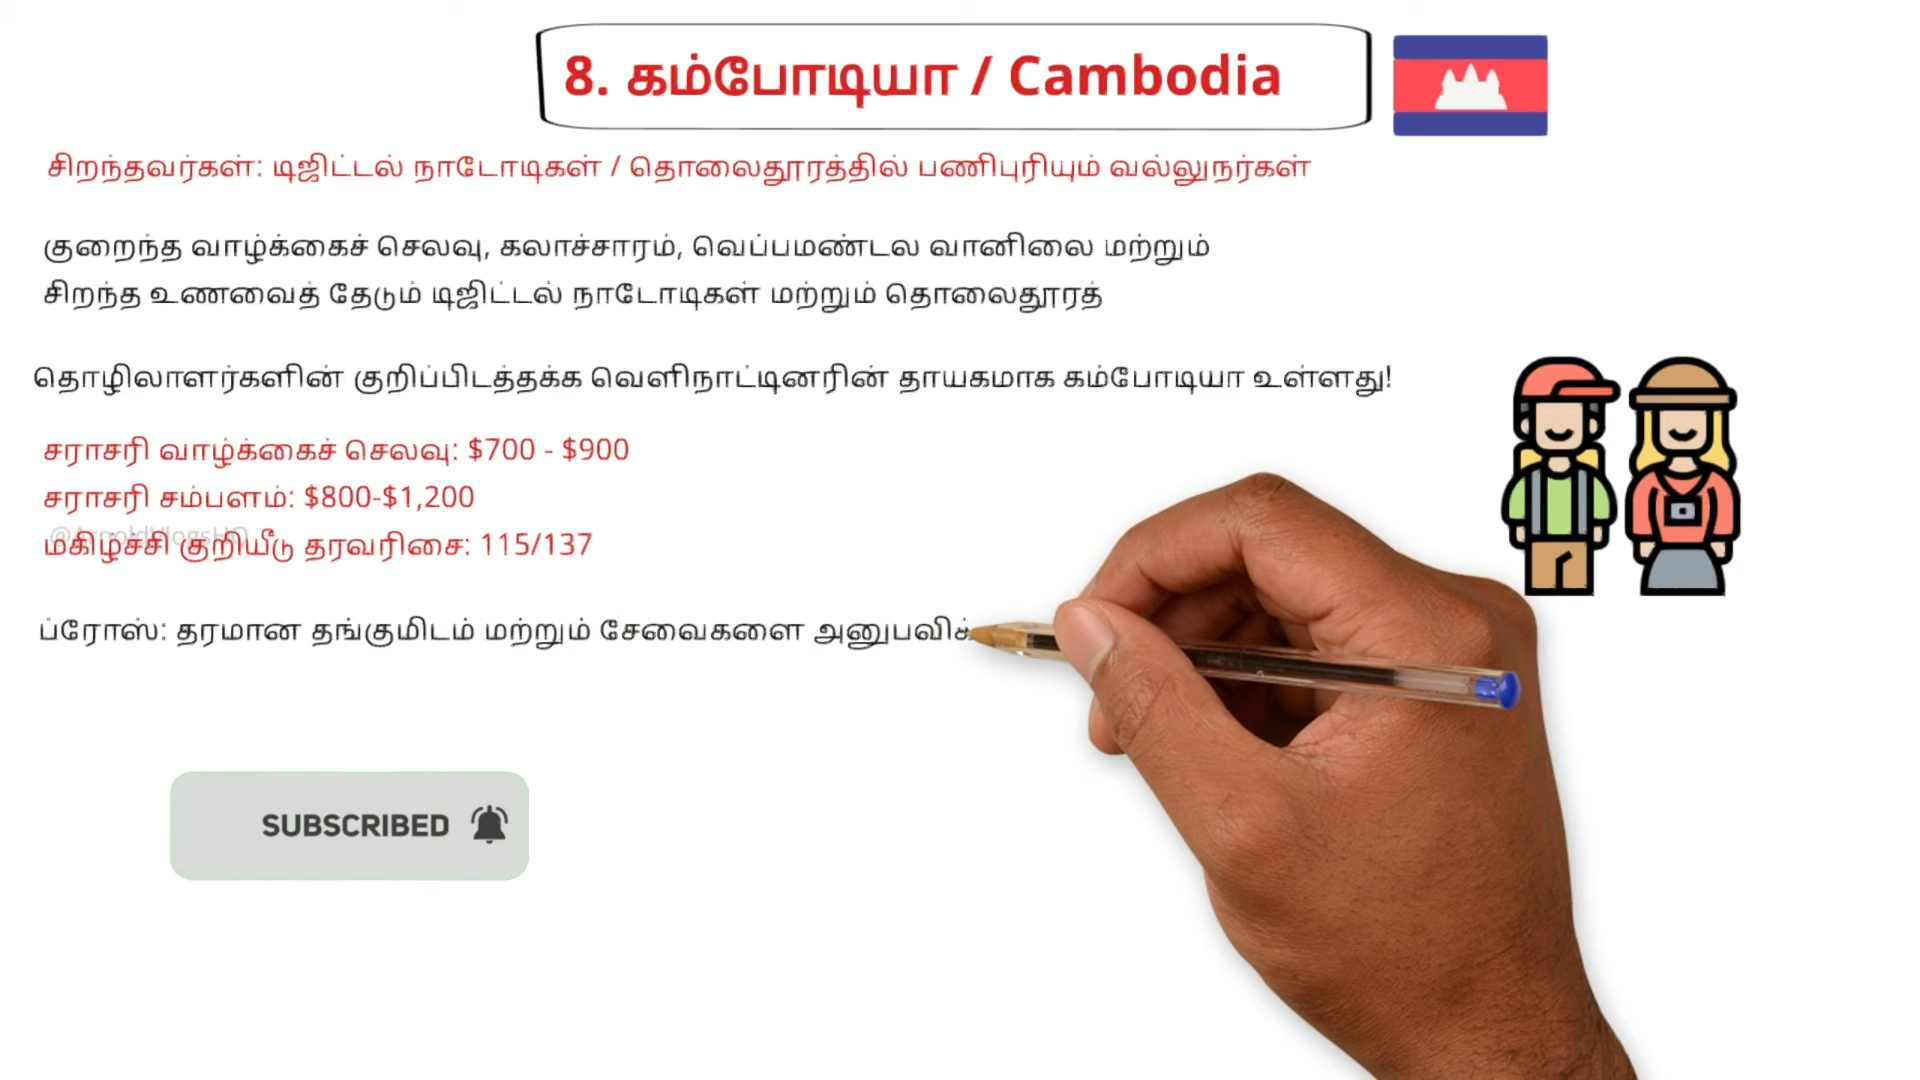 8. கம்போடியா / Cambodia
சிறந்தவர்கள்: டிஜிட்டல் நாடோடிகள் / தொலைதூரத்தில் பணிபுரியும் வல்லுநர்கள்
குறைந்த வாழ்க்கைச் செலவு, கலாச்சாரம், வெப்பமண்டல வானிலை மற்றும்
சிறந்த உணவைத் தேடும் டிஜிட்டல் நாடோடிகள் மற்றும் தொலைதூரத்
தொழிலாளர்களின் குறிப்பிடத்தக்க வெளிநாட்டினரின் தாயகமாக கம்போடியா உள்ளது!
சராசரி வாழ்க்கைச் செலவு: $700 - $900
சராசரி சம்பளம்: $800-$1,200
@ArnoldVlogsHD
மகிழ்ச்சி குறியீடு தரவரிசை: 115/137
ப்ரோஸ்: தரமான தங்குமிடம் மற்றும் சேவைகளை அனுபவிக்
SUBSCRIBED